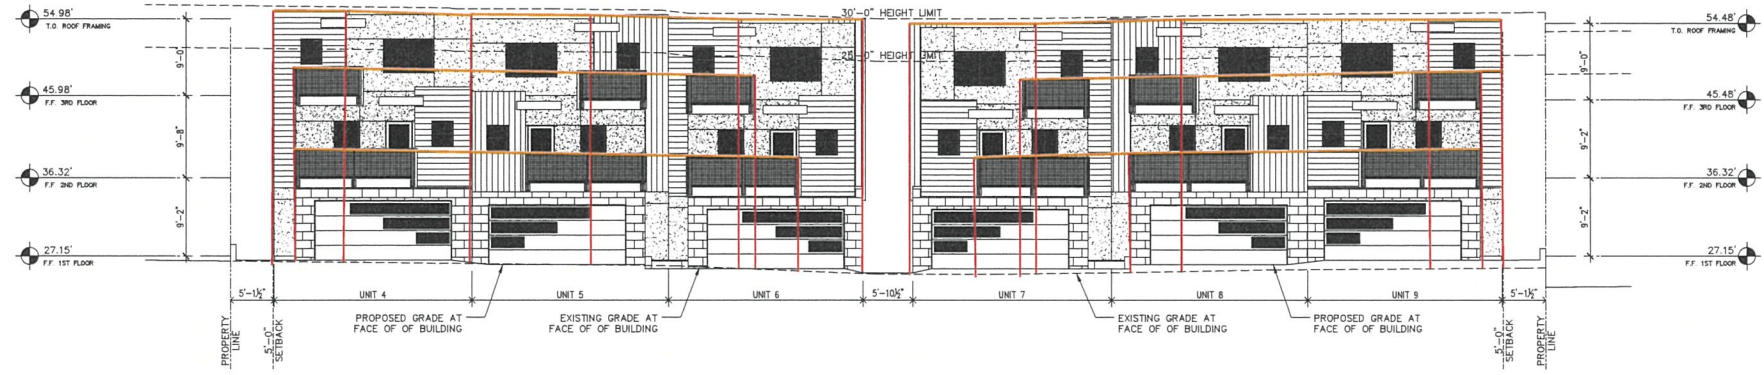 54.98'
T.O. ROOF FRAMING
9'-0"
45.98'
F.F. 3RD FLOOR
9'-8"
36.32'
F.F. 2ND FLOOR
9'-2"
27.15'
F.F. 1ST FLOOR
30'-0" HEIGHT LIMIT
HEIGHT
54.48'
T.O. ROOF FRAMING
9'-0"
45.48'
F.F. 3RD FLOOR
9'-2"
36.32'
F.F. 2ND FLOOR
9'-2"
27.15'
F.F. 1ST FLOOR
5'-1½"
UNIT 4
UNIT 5
UNIT 6
5'-10½"
UNIT 7
UNIT 8
UNIT 9
5'-1½"
PROPERTY
LINE
5'-0"
SETBACK
PROPOSED GRADE AT
FACE OF OF BUILDING
EXISTING GRADE AT
FACE OF OF BUILDING
EXISTING GRADE AT
FACE OF OF BUILDING
PROPOSED GRADE AT
FACE OF OF BUILDING
5'-0"
SETBACK
PROPERTY
LINE